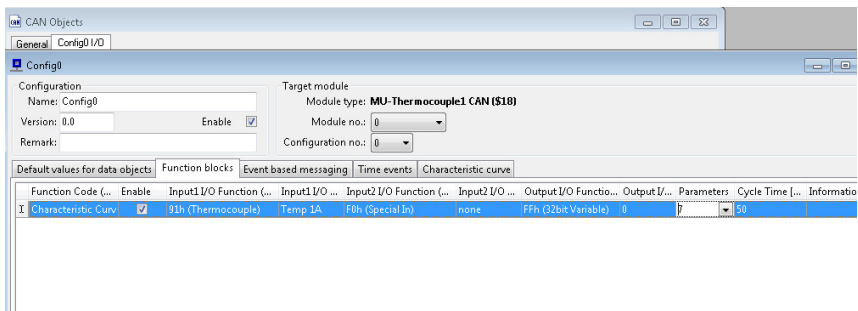 CAN Objects
General Config0 I/O
Config0
Configuration
Target module
Name: Config0
Module type: MU-Thermocouple1 CAN ($18)
Version: 0.0 Enable
Module no.: 0
Remark:
Configuration no.: 0
Default values for data objects Function blocks Event based messaging Time events Characteristic curve
Function Code (... Enable Input1 I/O Function (... Input1 I/O ... Input2 I/O Function (... Input2 I/O ... Output I/O Functio... Output I/... Parameters Cycle Time [... Informatio
Characteristic Curv 91h (Thermocouple) Temp 1A F0h (Special In) none FFh (32bit Variable) 0 7 50